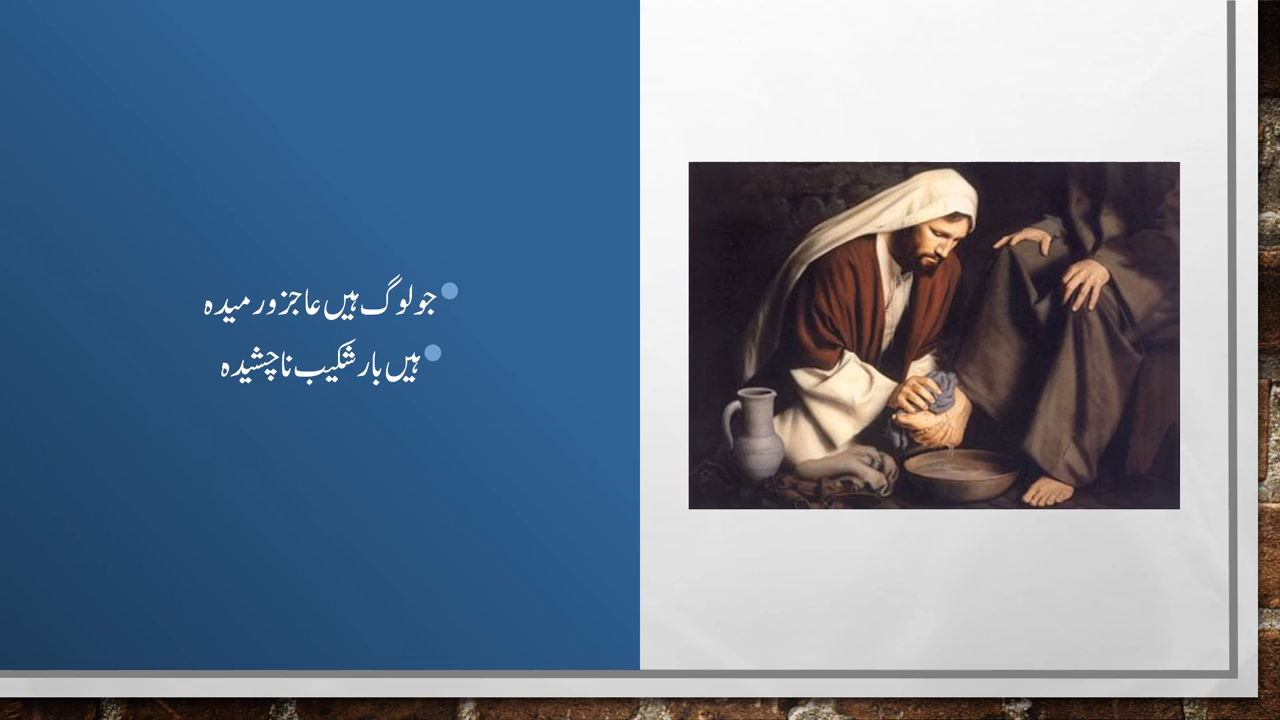 جو لوگ ہیں عاجز و رمیدہ
ہیں بار شکیب ناچشیدہ